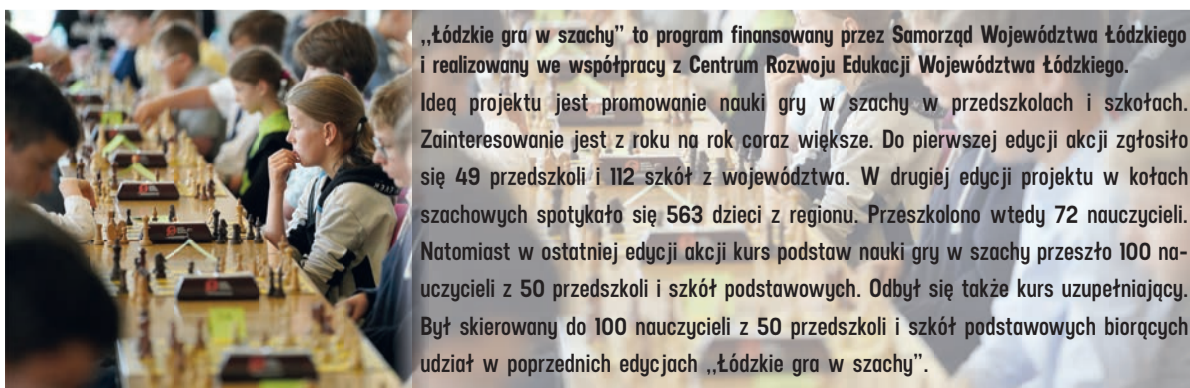 ,,Łódzkie gra w szachy” to program finansowany przez Samorząd Województwa Łódzkiego
i realizowany we współpracy z Centrum Rozwoju Edukacji Województwa Łódzkiego.
Ideą projektu jest promowanie nauki gry w szachy w przedszkolach i szkołach.
Zainteresowanie jest z roku na rok coraz większe. Do pierwszej edycji akcji zgłosiło
się 49 przedszkoli i 112 szkół z województwa. W drugiej edycji projektu w kołach
szachowych spotykało się 563 dzieci z regionu. Przeszkolono wtedy 72 nauczycieli.
Natomiast w ostatniej edycji akcji kurs podstaw nauki gry w szachy przeszło 100 na-
uczycieli z 50 przedszkoli i szkół podstawowych. Odbył się także kurs uzupełniający.
Był skierowany do 100 nauczycieli z 50 przedszkoli i szkół podstawowych biorących
udział w poprzednich edycjach ,,Łódzkie gra w szachy”.